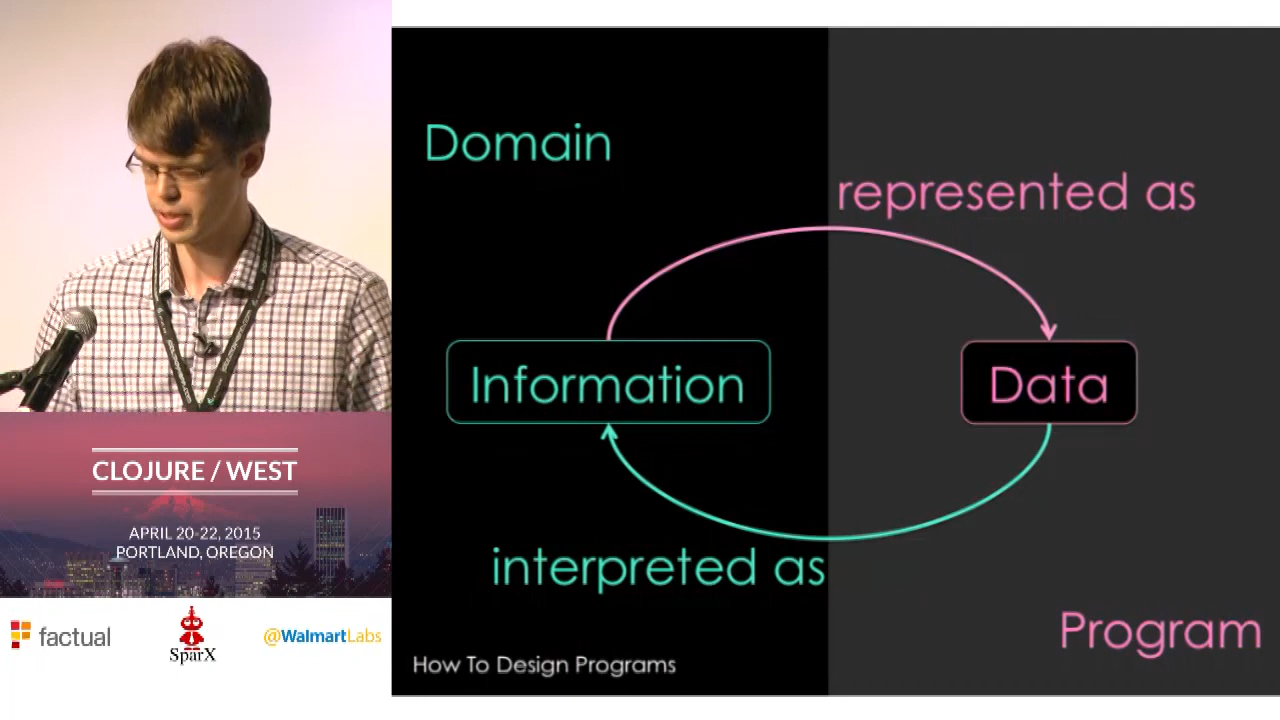 Domain
represented as
Information
Data
interpreted as
Program
How To Design Programs
CLOJURE / WEST
APRIL 20-22, 2015
PORTLAND, OREGON
factual
SparX
@WalmartLabs